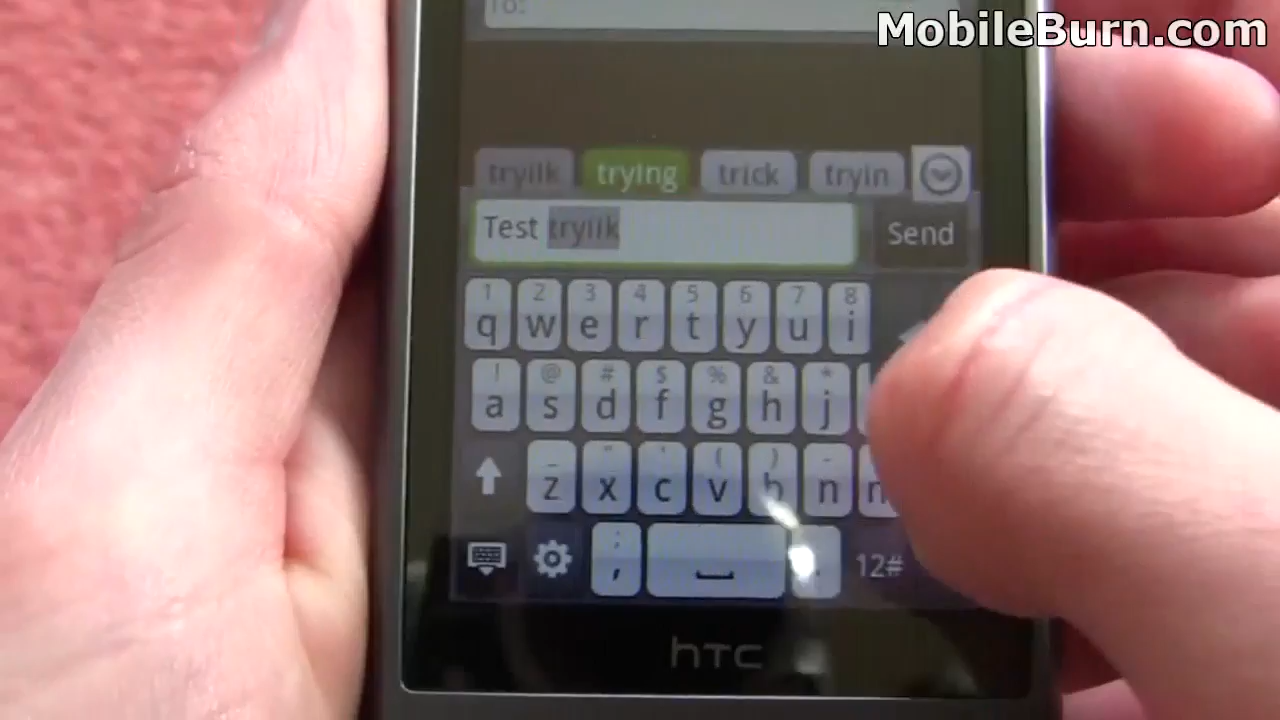 MobileBurn.com
To:
tryilk trying trick tryin
Test tryilk Send
1 2 3 4 5 6 7 8
q w e r t y u i
! @ # $ % & *
a s d f g h j
_ " ' ( ) -
z x c v b n
: 
, . 12#
hTC